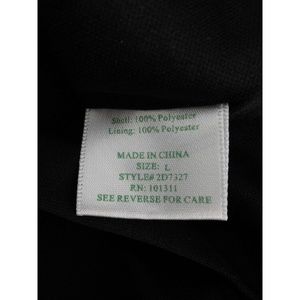 Shell: 100% Polyester
Lining: 100% Polyester
MADE IN CHINA
SIZE: L
STYLE# 2D7327
RN: 101311
SEE REVERSE FOR CARE